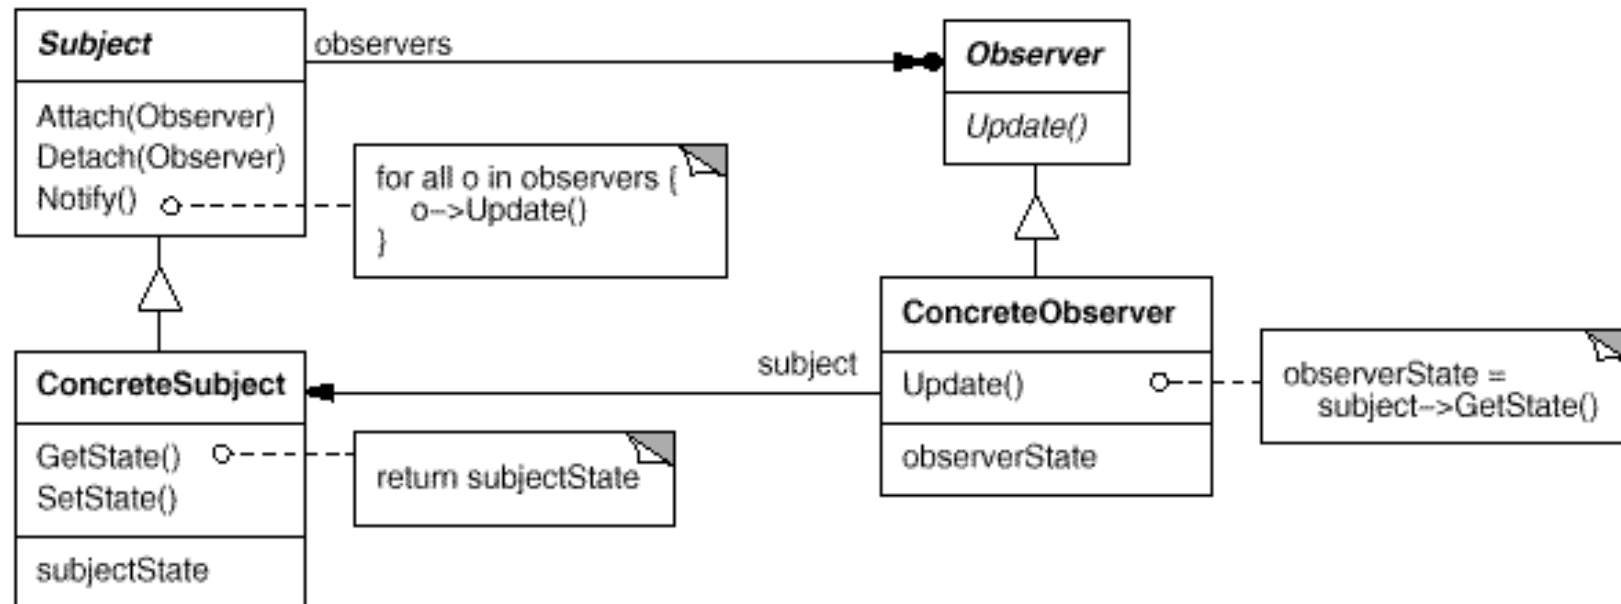 Subject
Attach(Observer)
Detach(Observer)
Notify()
observers
Observer
Update()
for all o in observers {
o->Update()
}
ConcreteSubject
GetState()
SetState()
subjectState
return subjectState
subject
ConcreteObserver
Update()
observerState
observerState =
subject->GetState()